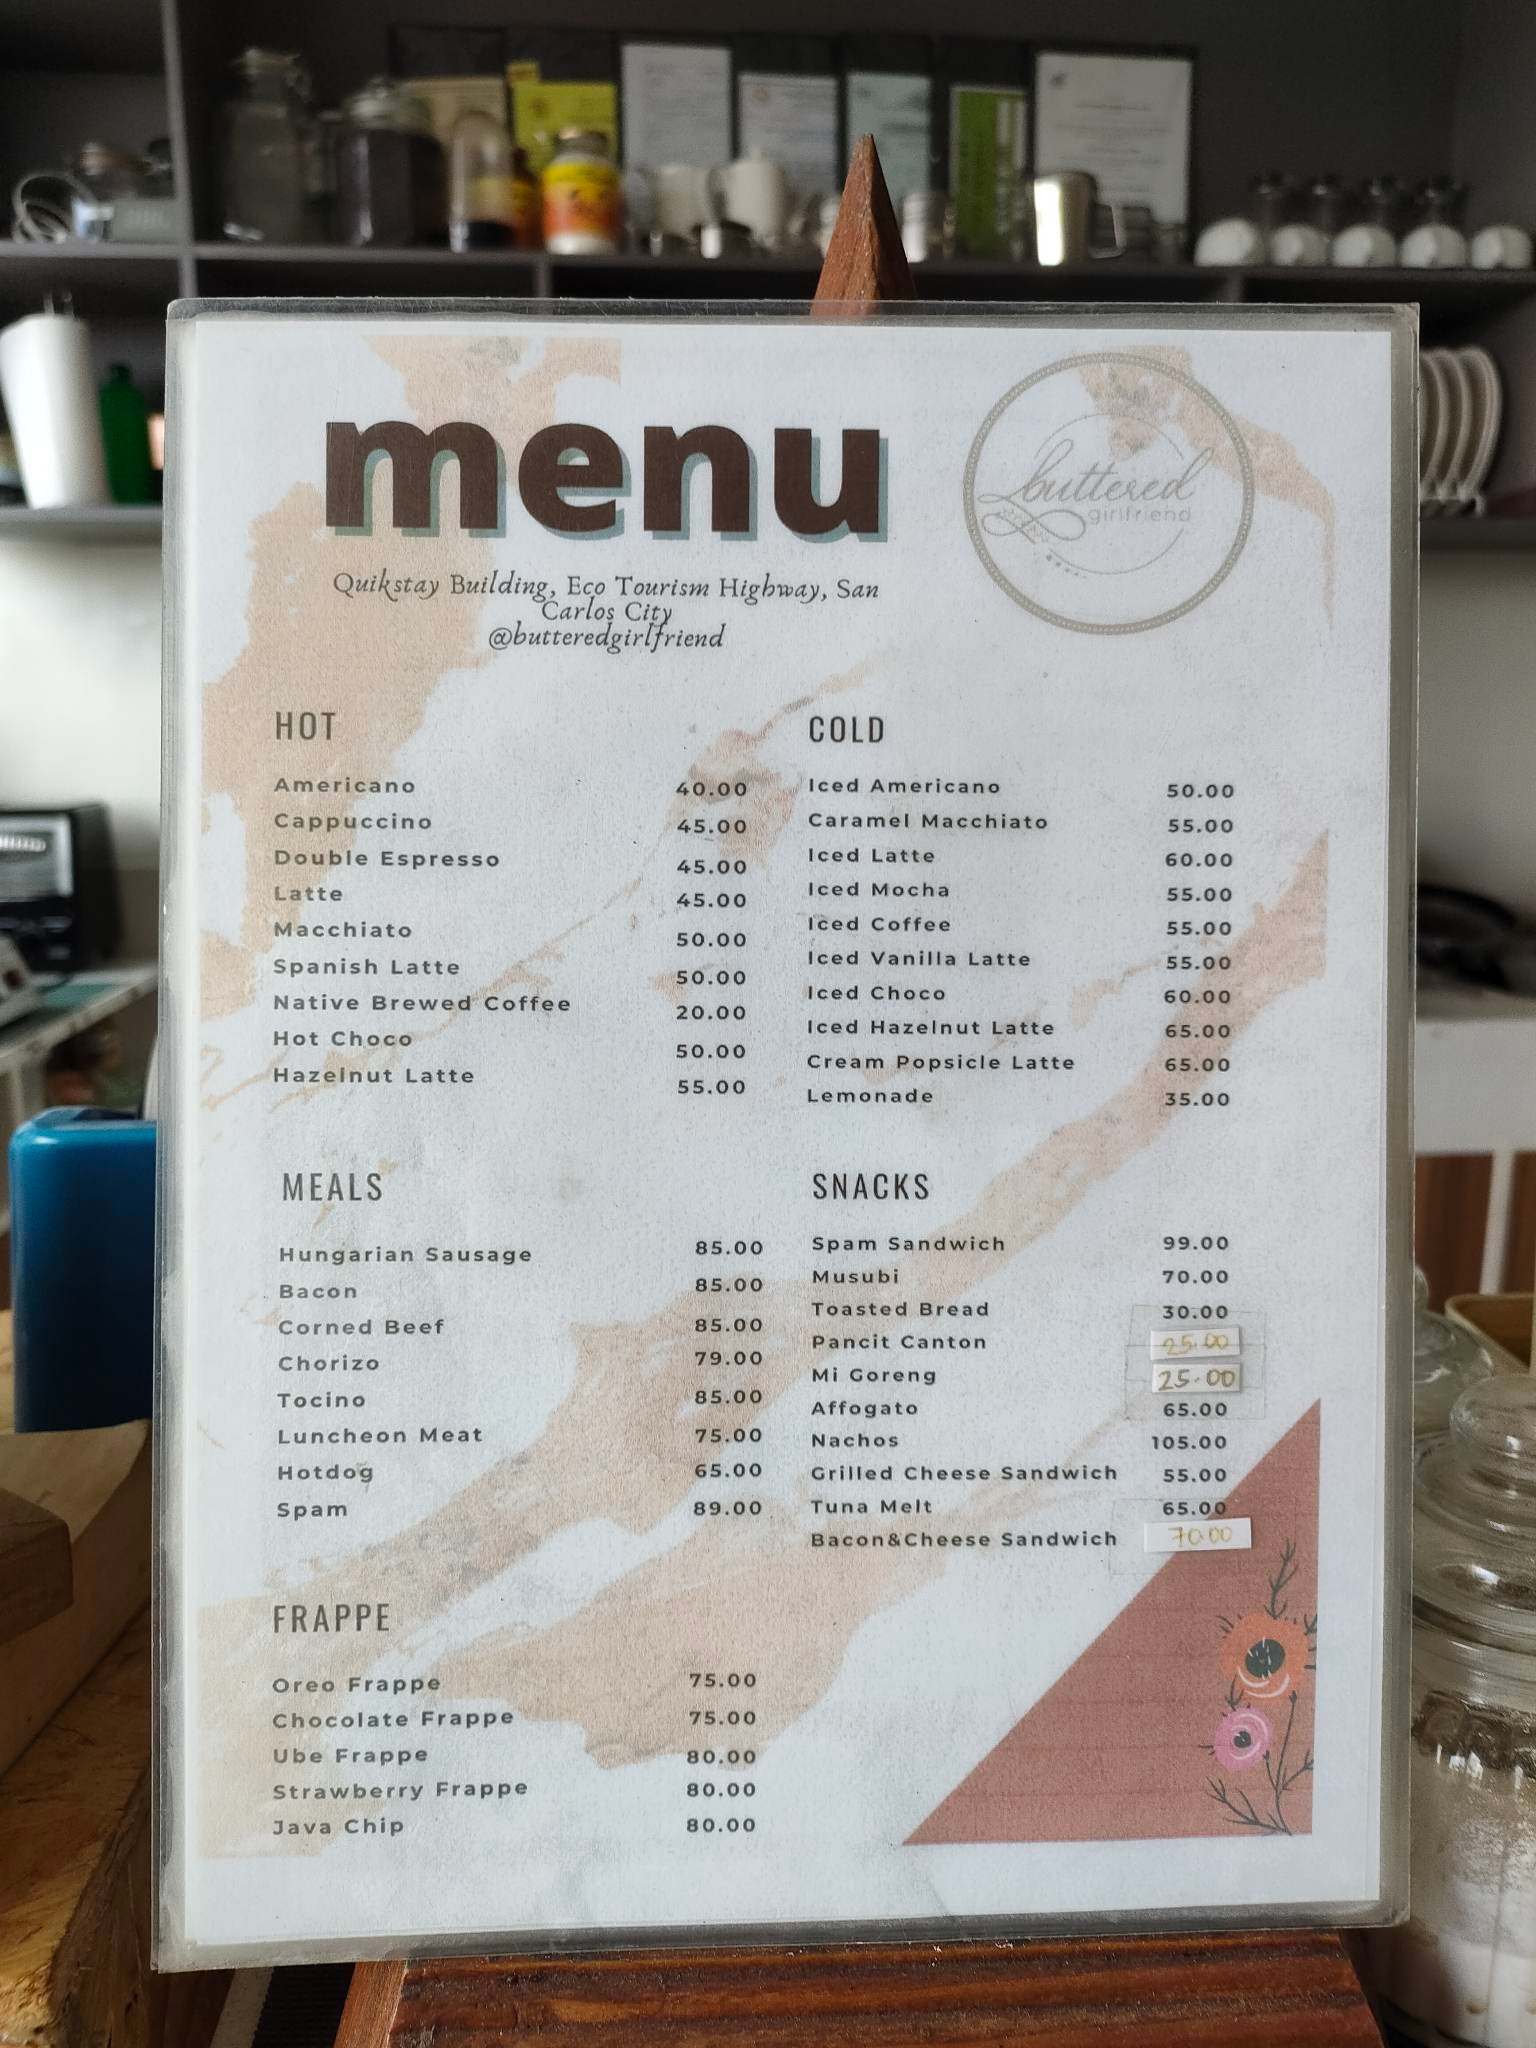 menu
buttered
girlfriend
Quikstay Building, Eco Tourism Highway, San
Carlos City
@butteredgirlfriend
HOT
Americano 40.00
Cappuccino 45.00
Double Espresso 45.00
Latte 45.00
Macchiato 50.00
Spanish Latte 50.00
Native Brewed Coffee 20.00
Hot Choco 50.00
Hazelnut Latte 55.00
COLD
Iced Americano 50.00
Caramel Macchiato 55.00
Iced Latte 60.00
Iced Mocha 55.00
Iced Coffee 55.00
Iced Vanilla Latte 55.00
Iced Choco 60.00
Iced Hazelnut Latte 65.00
Cream Popsicle Latte 65.00
Lemonade 35.00
MEALS
Hungarian Sausage 85.00
Bacon 85.00
Corned Beef 85.00
Chorizo 79.00
Tocino 85.00
Luncheon Meat 75.00
Hotdog 65.00
Spam 89.00
SNACKS
Spam Sandwich 99.00
Musubi 70.00
Toasted Bread 30.00
Pancit Canton 25.00
Mi Goreng 25.00
Affogato 65.00
Nachos 105.00
Grilled Cheese Sandwich 55.00
Tuna Melt 65.00
Bacon&Cheese Sandwich 70.00
FRAPPE
Oreo Frappe 75.00
Chocolate Frappe 75.00
Ube Frappe 80.00
Strawberry Frappe 80.00
Java Chip 80.00